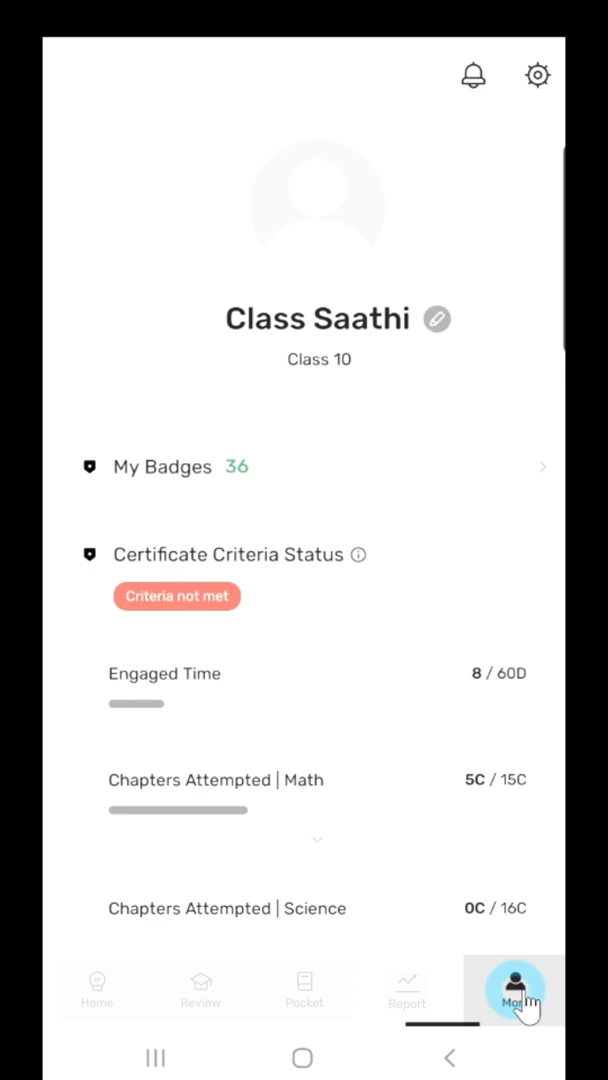 Class Saathi
Class 10
My Badges 36
Certificate Criteria Status
Criteria not met
Engaged Time 8 / 60D
Chapters Attempted | Math 5C / 15C
Chapters Attempted | Science 0C / 16C
Home Review Pocket Report